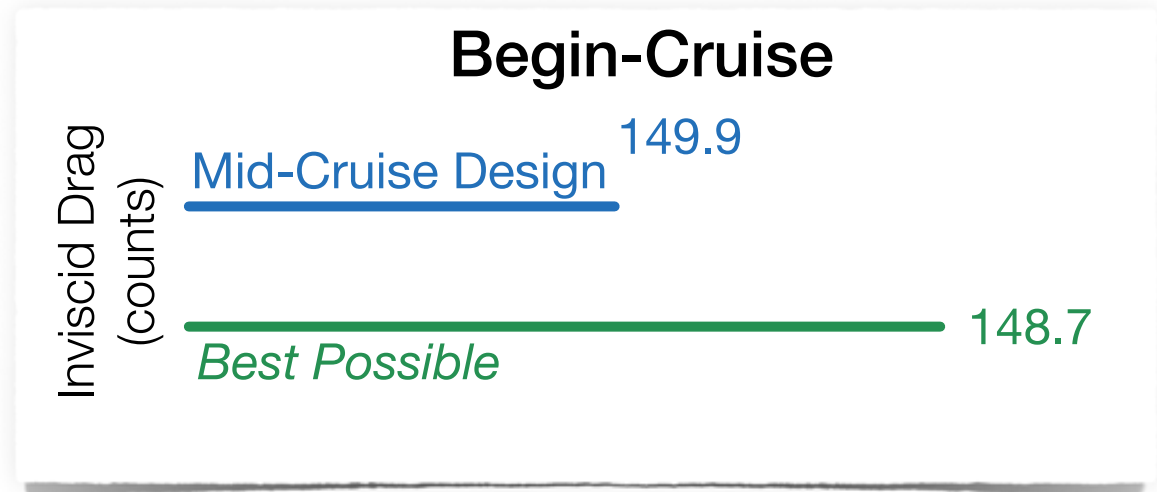 Begin-Cruise
Inviscid Drag
(counts)
Mid-Cruise Design
149.9
148.7
Best Possible